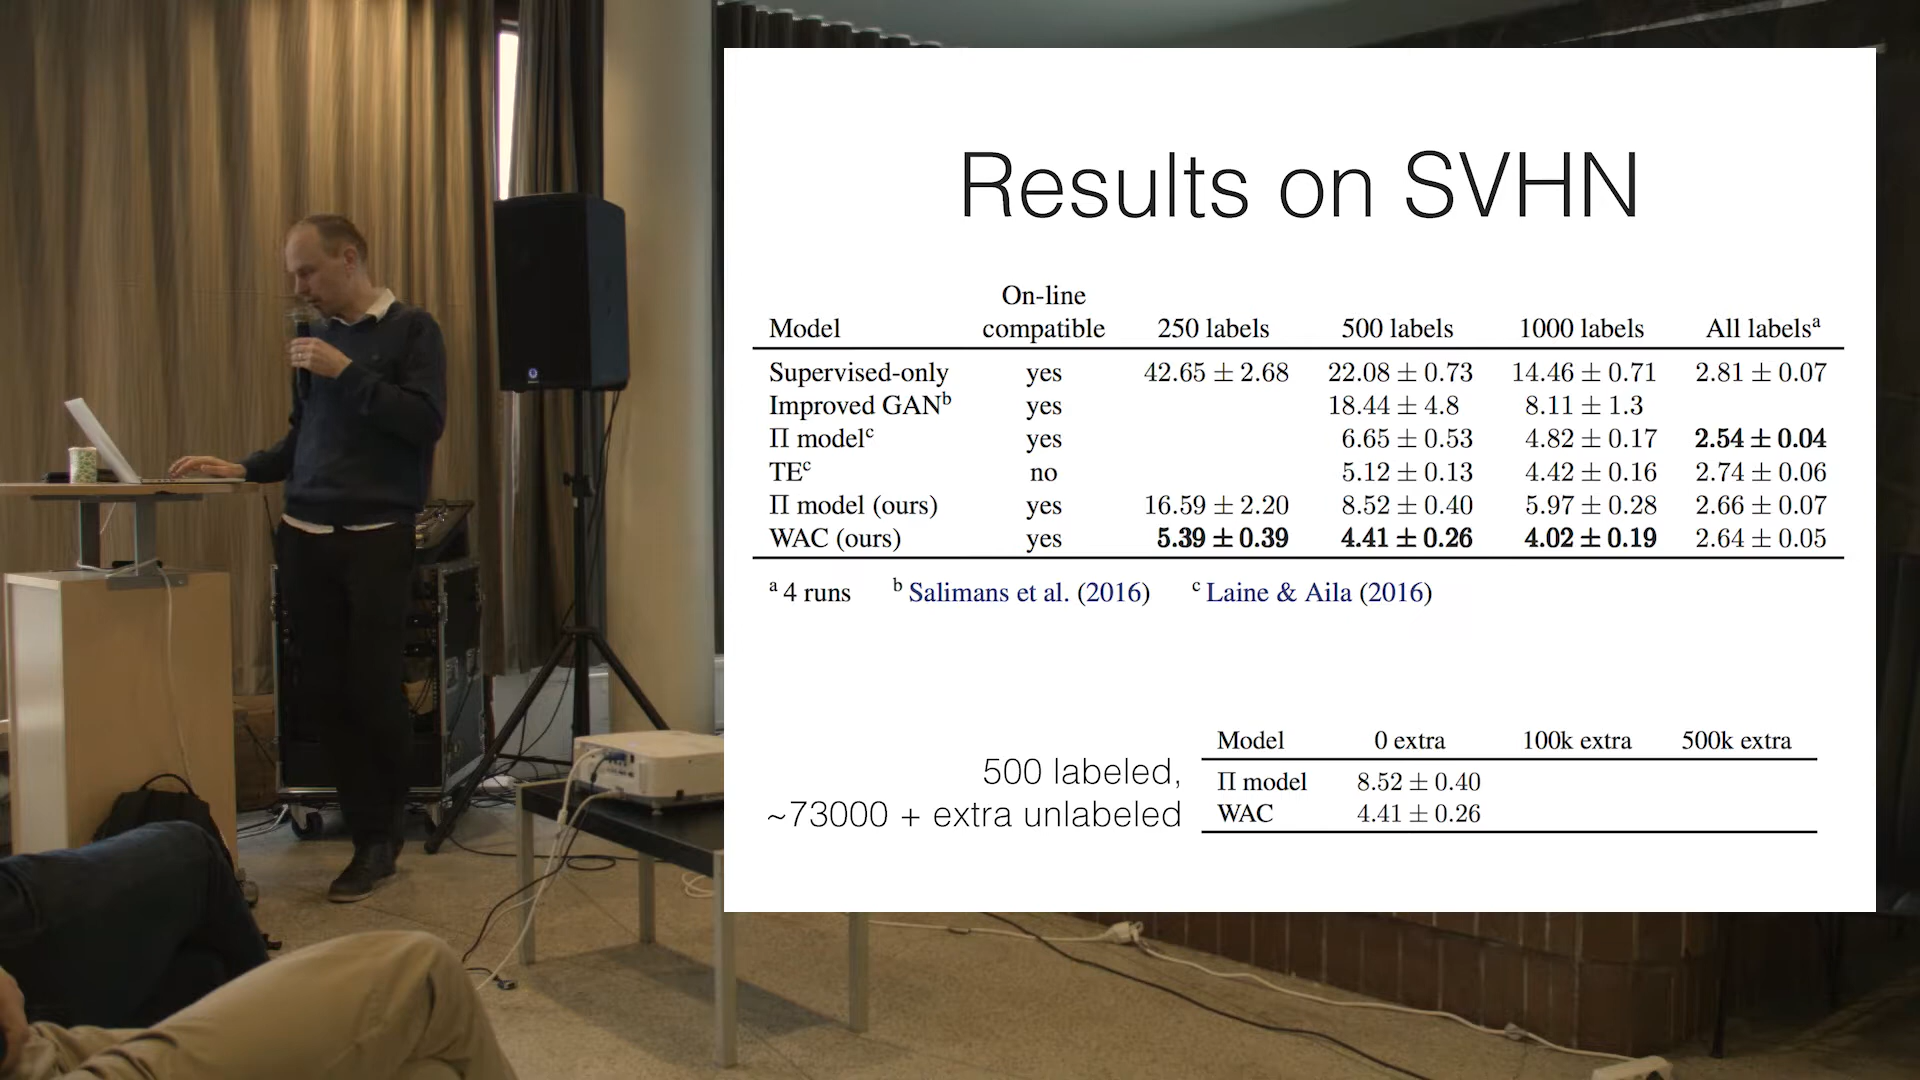 Results on SVHN
On-line
Model compatible 250 labels 500 labels 1000 labels All labelsᵃ
Supervised-only yes 42.65 ± 2.68 22.08 ± 0.73 14.46 ± 0.71 2.81 ± 0.07
Improved GANᵇ yes 18.44 ± 4.8 8.11 ± 1.3
Π modelᶜ yes 6.65 ± 0.53 4.82 ± 0.17 2.54 ± 0.04
TEᶜ no 5.12 ± 0.13 4.42 ± 0.16 2.74 ± 0.06
Π model (ours) yes 16.59 ± 2.20 8.52 ± 0.40 5.97 ± 0.28 2.66 ± 0.07
WAC (ours) yes 5.39 ± 0.39 4.41 ± 0.26 4.02 ± 0.19 2.64 ± 0.05
ᵃ 4 runs ᵇ Salimans et al. (2016) ᶜ Laine & Aila (2016)
500 labeled,
~73000 + extra unlabeled
Model 0 extra 100k extra 500k extra
Π model 8.52 ± 0.40
WAC 4.41 ± 0.26